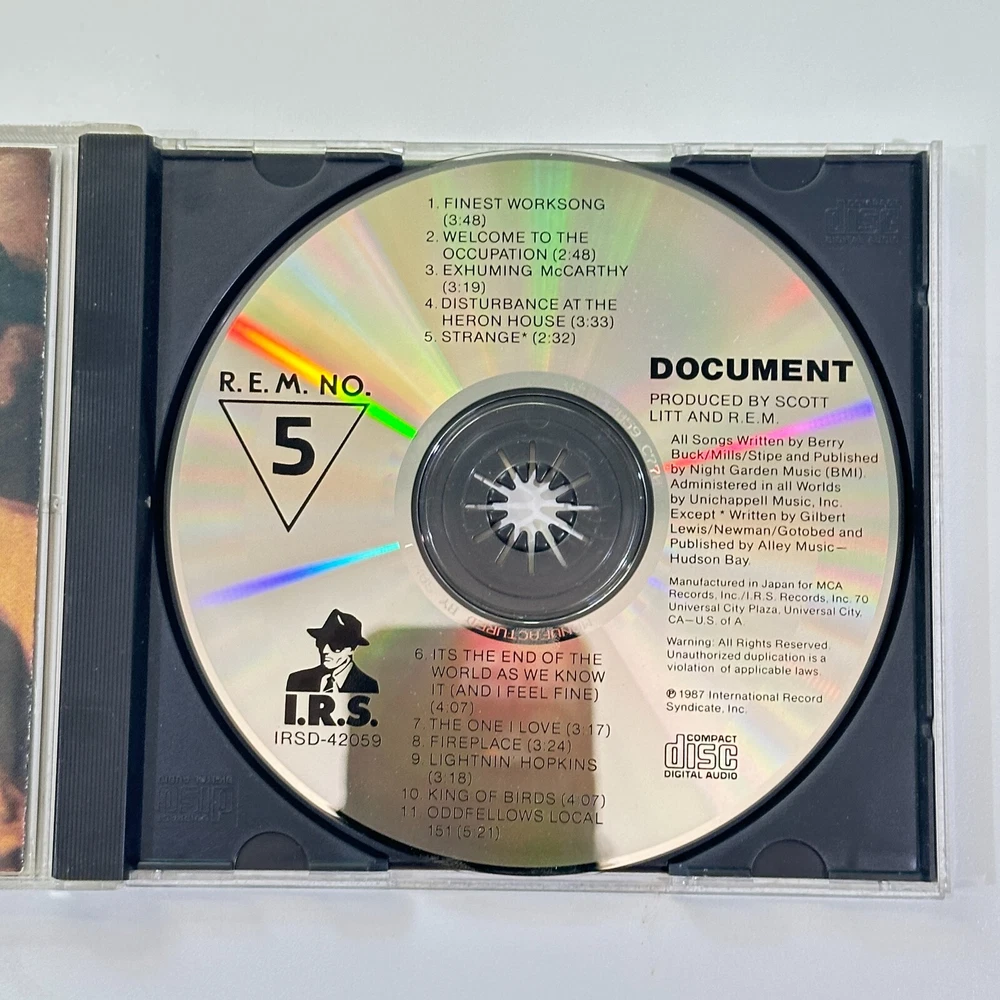 1. FINEST WORKSONG
(3:48)
2. WELCOME TO THE
OCCUPATION (2:48)
3. EXHUMING McCARTHY
(3:19)
4. DISTURBANCE AT THE
HERON HOUSE (3:33)
5. STRANGE* (2:32)
R.E.M. NO.
5
DOCUMENT
PRODUCED BY SCOTT
LITT AND R.E.M.
All Songs Written by Berry
Buck/Mills/Stipe and Published
by Night Garden Music (BMI).
Administered in all Worlds
by Unichappell Music, Inc.
Except * Written by Gilbert
Lewis/Newman/Gotobed and
Published by Alley Music—
Hudson Bay.
Manufactured in Japan for MCA
Records, Inc./I.R.S. Records, Inc. 70
Universal City Plaza, Universal City,
CA—U.S. of A.
Warning: All Rights Reserved.
Unauthorized duplication is a
violation of applicable laws.
℗ 1987 International Record
Syndicate, Inc.
COMPACT
disc
DIGITAL AUDIO
I.R.S.
IRSD-42059
6. ITS THE END OF THE
WORLD AS WE KNOW
IT (AND I FEEL FINE)
(4:07)
7. THE ONE I LOVE (3:17)
8. FIREPLACE (3:24)
9. LIGHTNIN' HOPKINS
(3:18)
10. KING OF BIRDS (4:07)
11. ODDFELLOWS LOCAL
151 (5:21)
MANUFACTURED BY
COMPACT
disc
DIGITAL AUDIO